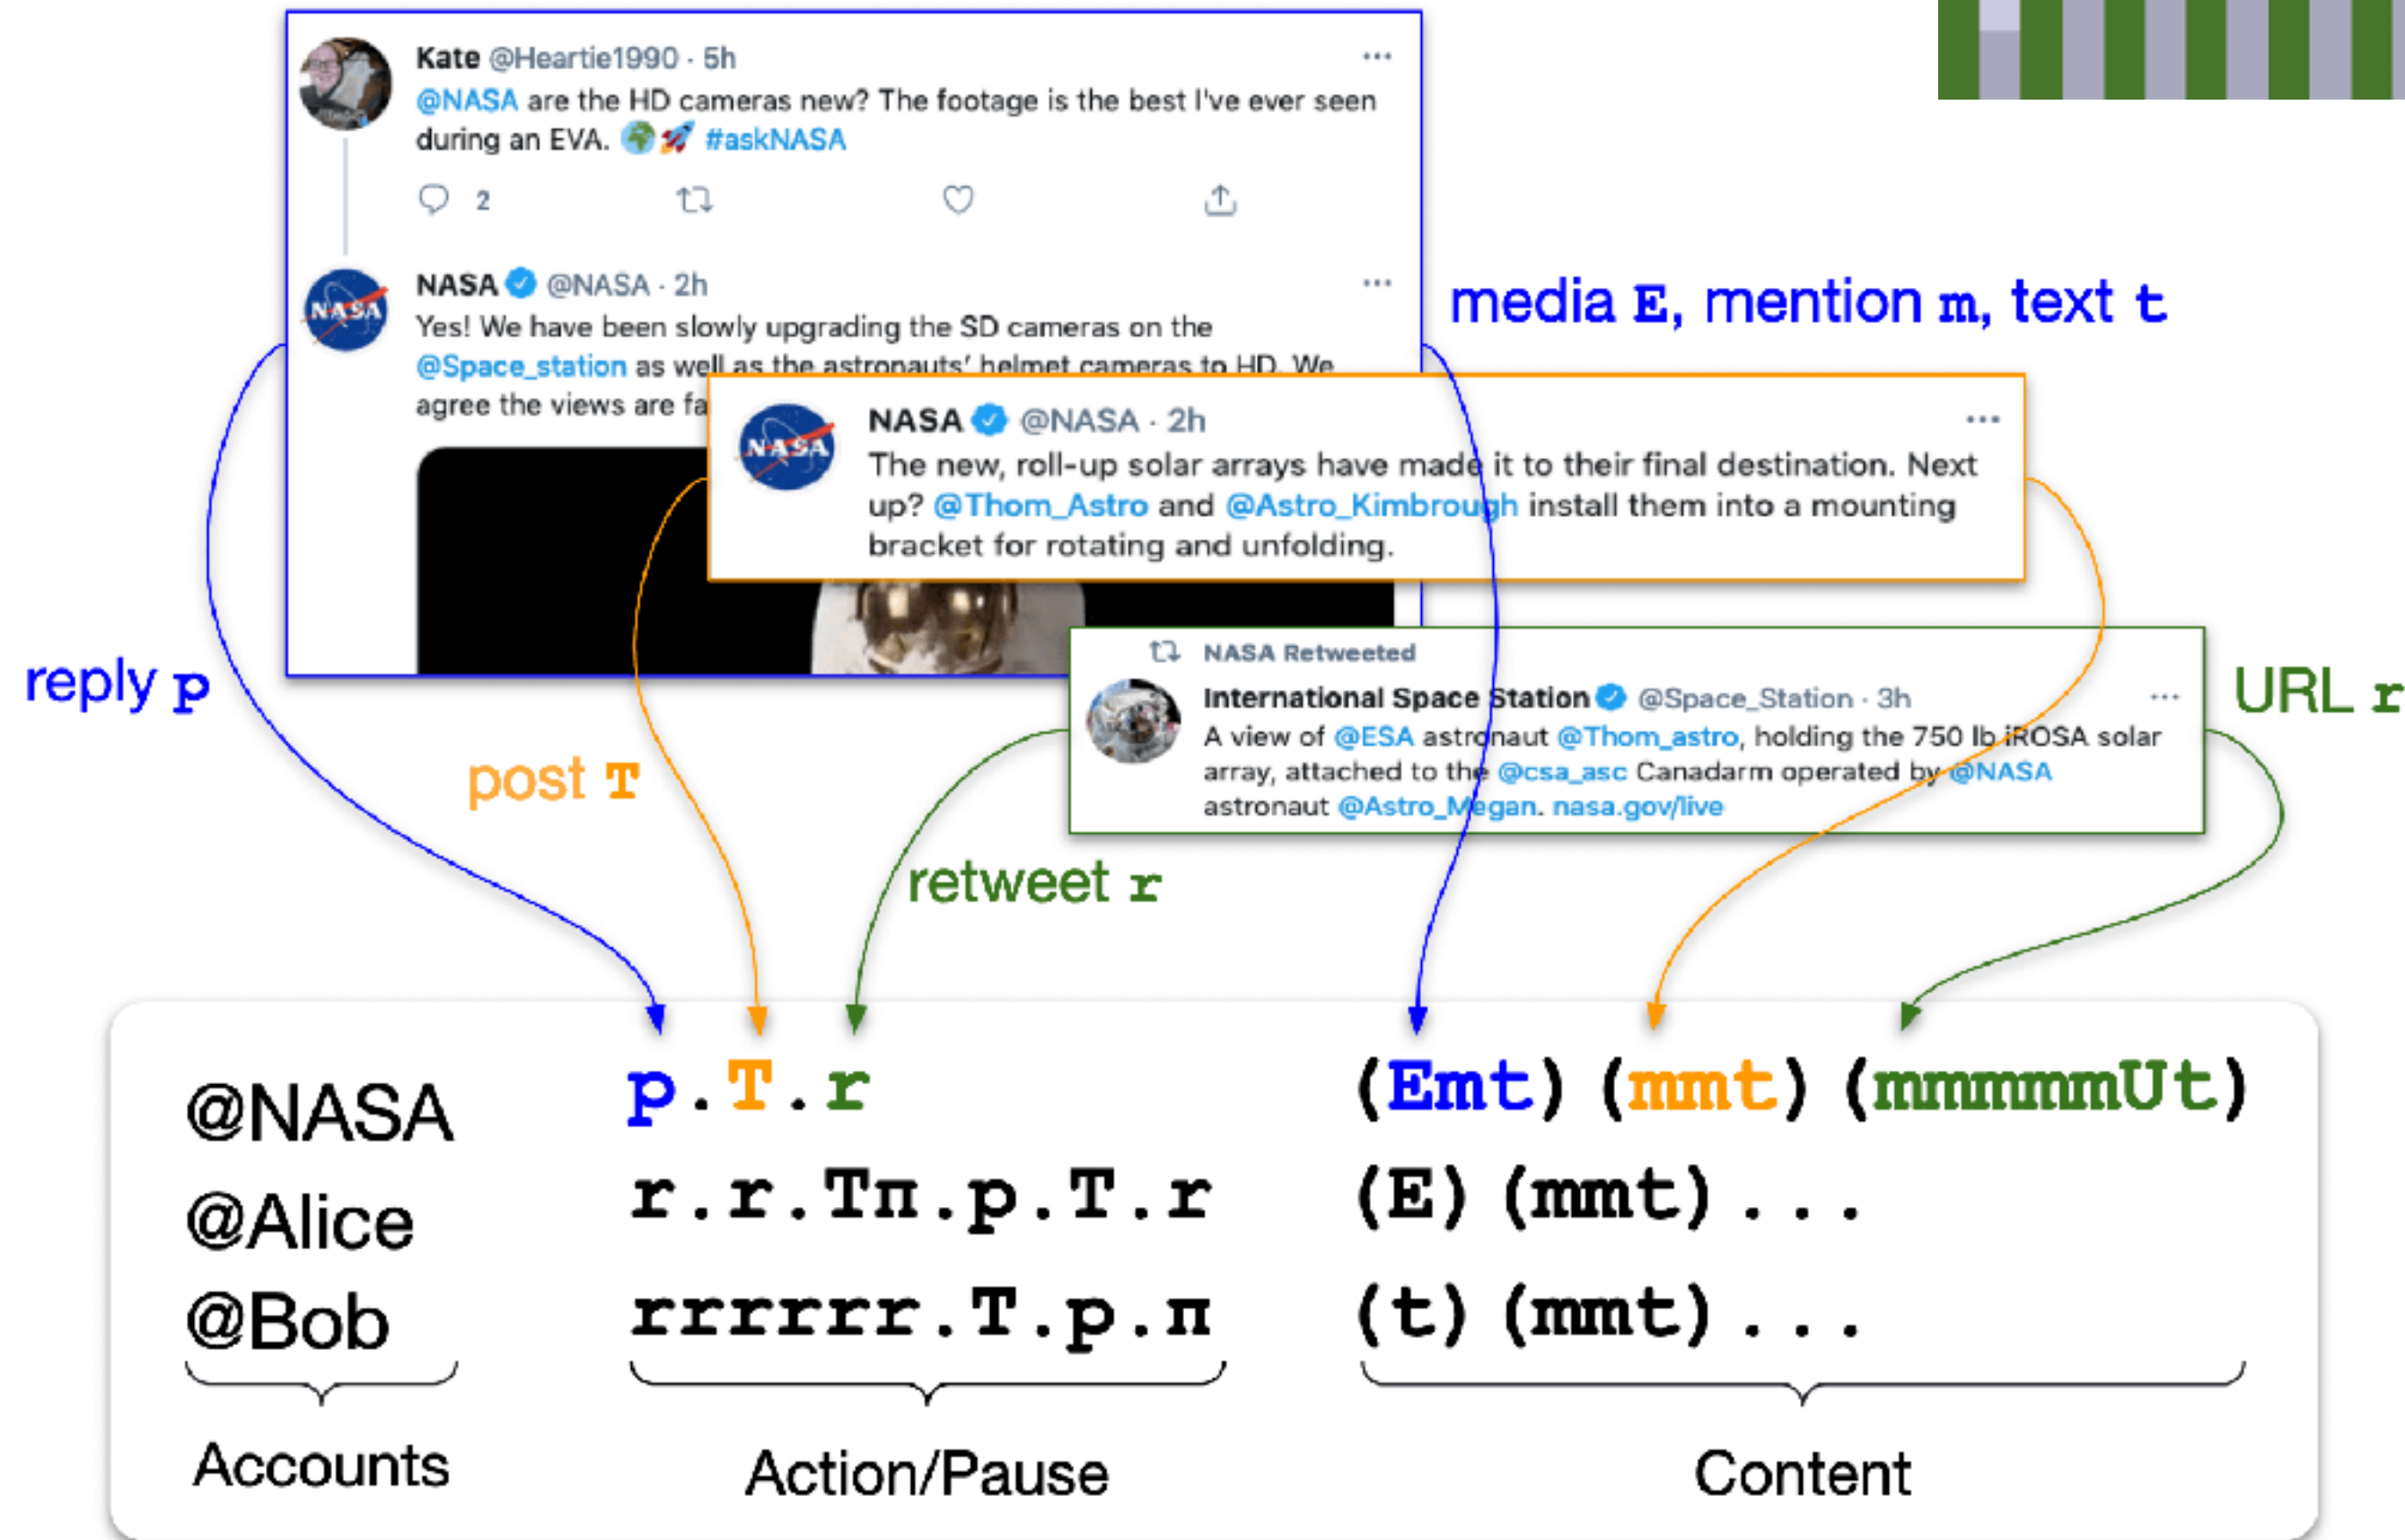 Kate @Heartie1990 · 5h
@NASA are the HD cameras new? The footage is the best I've ever seen
during an EVA. 🌍🚀 #askNASA
2
NASA @NASA · 2h
Yes! We have been slowly upgrading the SD cameras on the
@Space_station as well as the astronauts' helmet cameras to HD. We
agree the views are fa
media E, mention m, text t
NASA @NASA · 2h
The new, roll-up solar arrays have made it to their final destination. Next
up? @Thom_Astro and @Astro_Kimbrough install them into a mounting
bracket for rotating and unfolding.
NASA Retweeted
International Space Station @Space_Station · 3h
A view of @ESA astronaut @Thom_astro, holding the 750 lb iROSA solar
array, attached to the @csa_asc Canadarm operated by @NASA
astronaut @Astro_Megan. nasa.gov/live
reply p
post T
retweet r
URL r
@NASA p.T.r (Emt) (mmt) (mmmmmUt)
@Alice r.r.Tπ.p.T.r (E) (mmt)...
@Bob rrrrrr.T.p.π (t) (mmt)...
Accounts Action/Pause Content